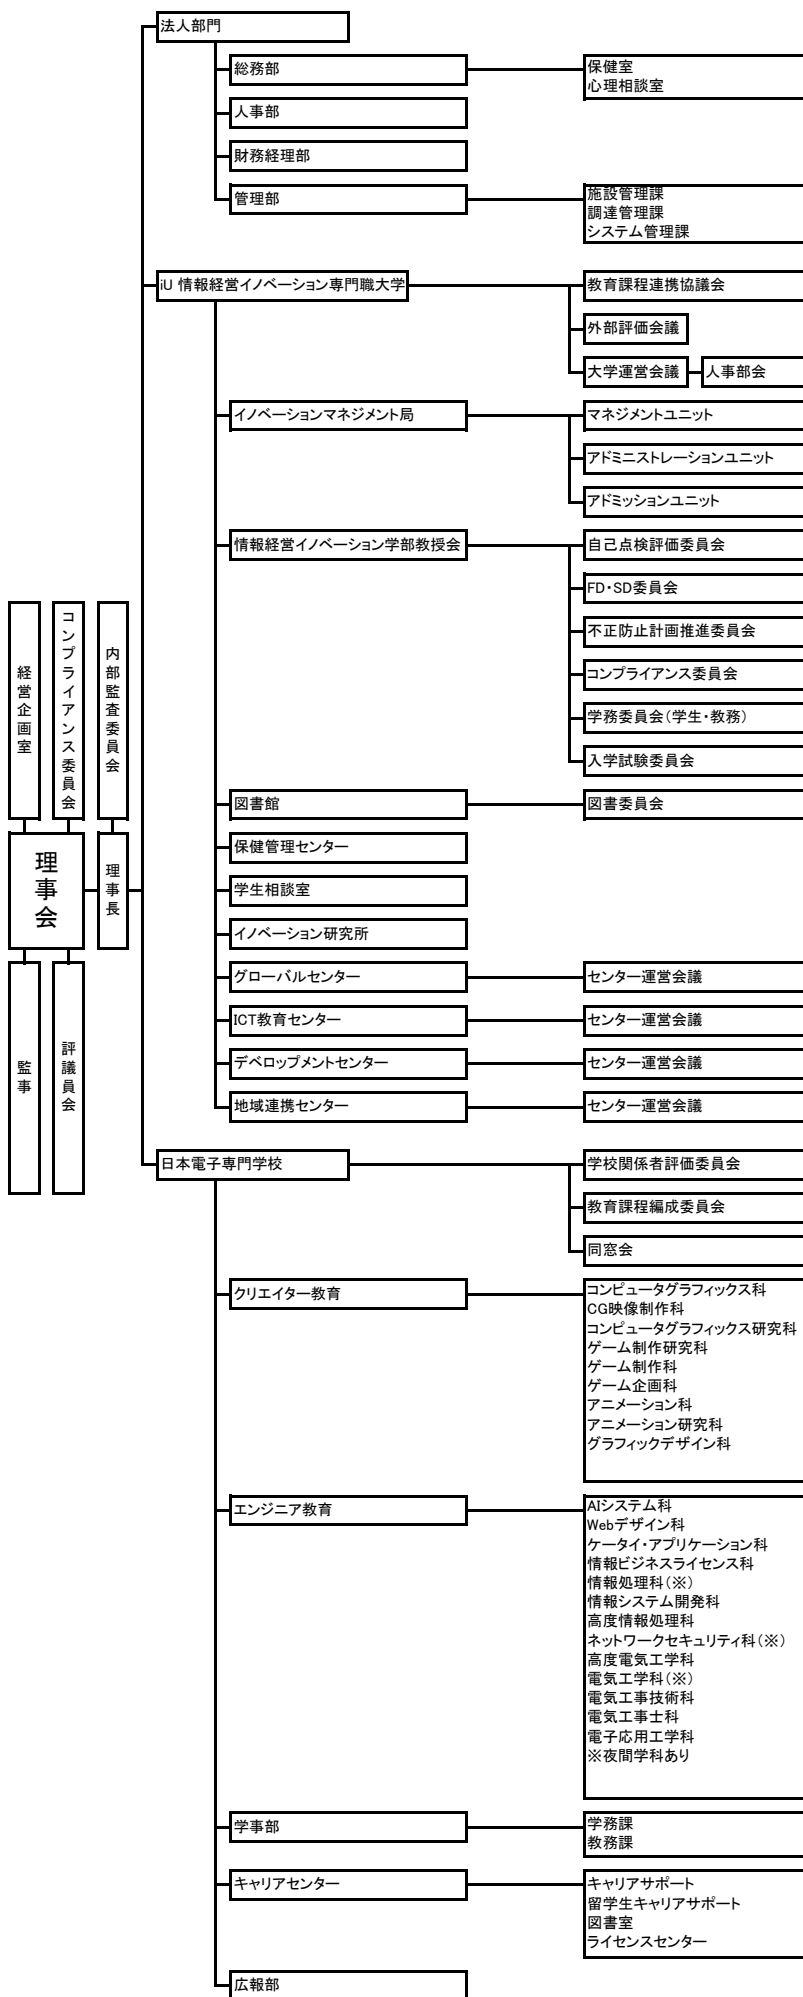 法人部門
総務部
保健室
心理相談室
人事部
財務経理部
管理部
施設管理課
調達管理課
システム管理課
iU 情報経営イノベーション専門職大学
教育課程連携協議会
外部評価会議
大学運営会議
人事部会
イノベーションマネジメント局
マネジメントユニット
アドミニストレーションユニット
アドミッションユニット
情報経営イノベーション学部教授会
自己点検評価委員会
FD・SD委員会
不正防止計画推進委員会
コンプライアンス委員会
学務委員会(学生・教務)
入学試験委員会
経営企画室
コンプライアンス委員会
内部監査委員会
理事会
理事長
監事
評議員会
図書館
図書委員会
保健管理センター
学生相談室
イノベーション研究所
グローバルセンター
センター運営会議
ICT教育センター
センター運営会議
デベロップメントセンター
センター運営会議
地域連携センター
センター運営会議
日本電子専門学校
学校関係者評価委員会
教育課程編成委員会
同窓会
クリエイター教育
コンピュータグラフィックス科
CG映像制作科
コンピュータグラフィックス研究科
ゲーム制作研究科
ゲーム制作科
ゲーム企画科
アニメーション科
アニメーション研究科
グラフィックデザイン科
エンジニア教育
AIシステム科
Webデザイン科
ケータイ・アプリケーション科
情報ビジネスライセンス科
情報処理科(※)
情報システム開発科
高度情報処理科
ネットワークセキュリティ科(※)
高度電気工学科
電気工学科(※)
電気工事技術科
電気工事士科
電子応用工学科
※夜間学科あり
学事部
学務課
教務課
キャリアセンター
キャリアサポート
留学生キャリアサポート
図書室
ライセンスセンター
広報部